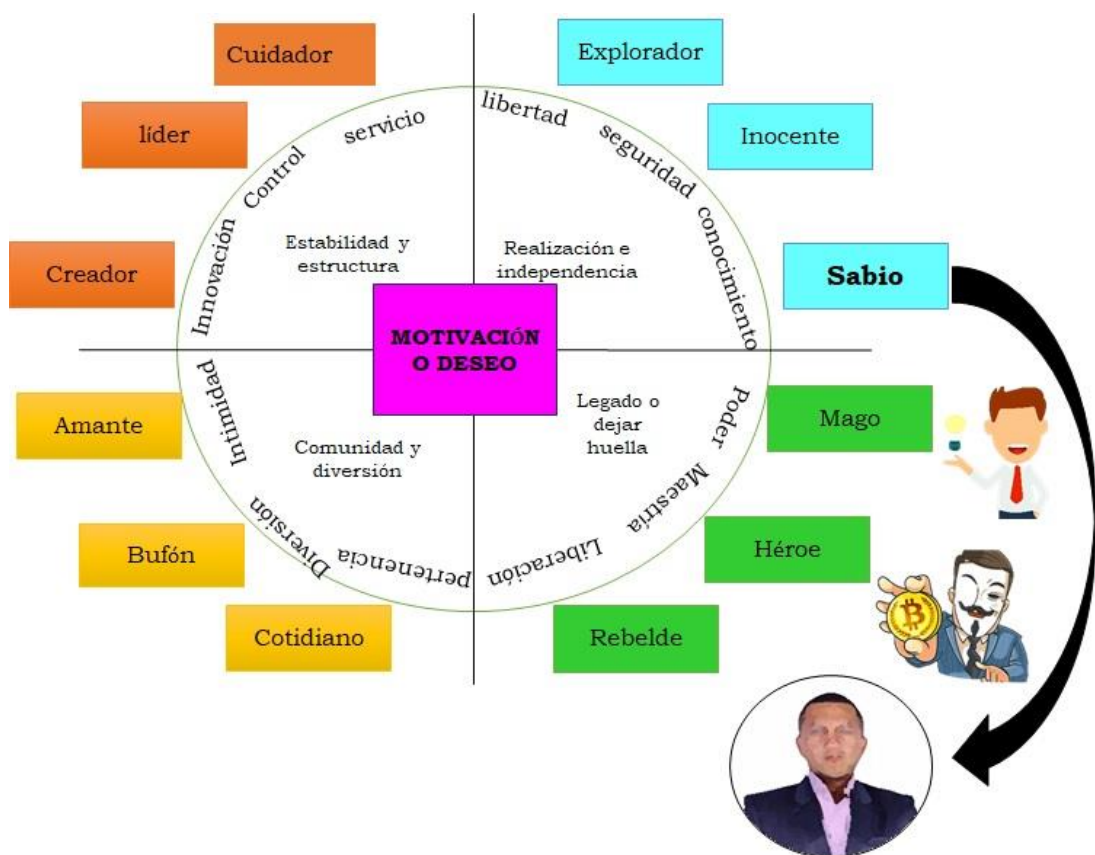 Cuidador
Explorador
líder
Inocente
servicio
libertad
Control
seguridad
Innovación
conocimiento
Estabilidad y
estructura
Realización e
independencia
Creador
Sabio
MOTIVACIÓN
O DESEO
Amante
Intimidad
Comunidad y
diversión
Legado o
dejar
huella
Poder
Mago
Maestría
Bufón
Diversión
pertenencia
Liberación
Héroe
Cotidiano
Rebelde